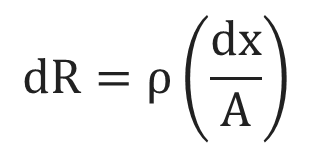 dR = ρ (dx/A)